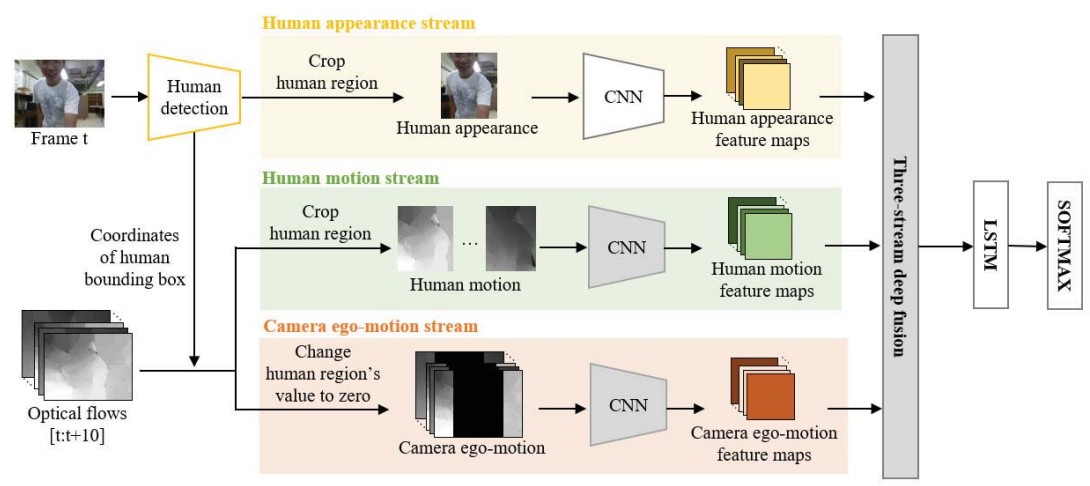 Human appearance stream
Frame t
Human
detection
Crop
human region
Human appearance
CNN
Human appearance
feature maps
Human motion stream
Coordinates
of human
bounding box
Crop
human region
...
Human motion
CNN
Human motion
feature maps
Camera ego-motion stream
Optical flows
[t:t+10]
Change
human region's
value to zero
Camera ego-motion
CNN
Camera ego-motion
feature maps
Three-stream deep fusion
LSTM
SOFTMAX